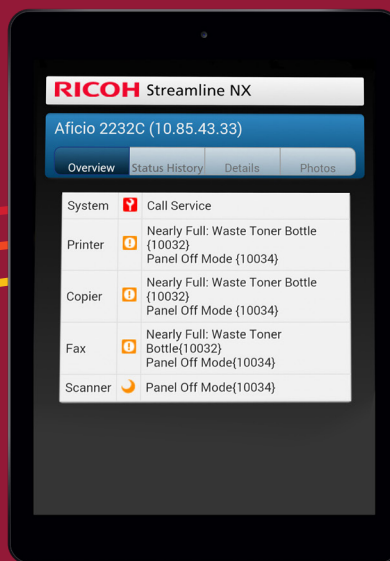 RICOH Streamline NX
Aficio 2232C (10.85.43.33)
Overview Status History Details Photos
System Call Service
Printer Nearly Full: Waste Toner Bottle
{10032}
Panel Off Mode {10034}
Copier Nearly Full: Waste Toner Bottle
{10032}
Panel Off Mode {10034}
Fax Nearly Full: Waste Toner
Bottle{10032}
Panel Off Mode{10034}
Scanner Panel Off Mode{10034}